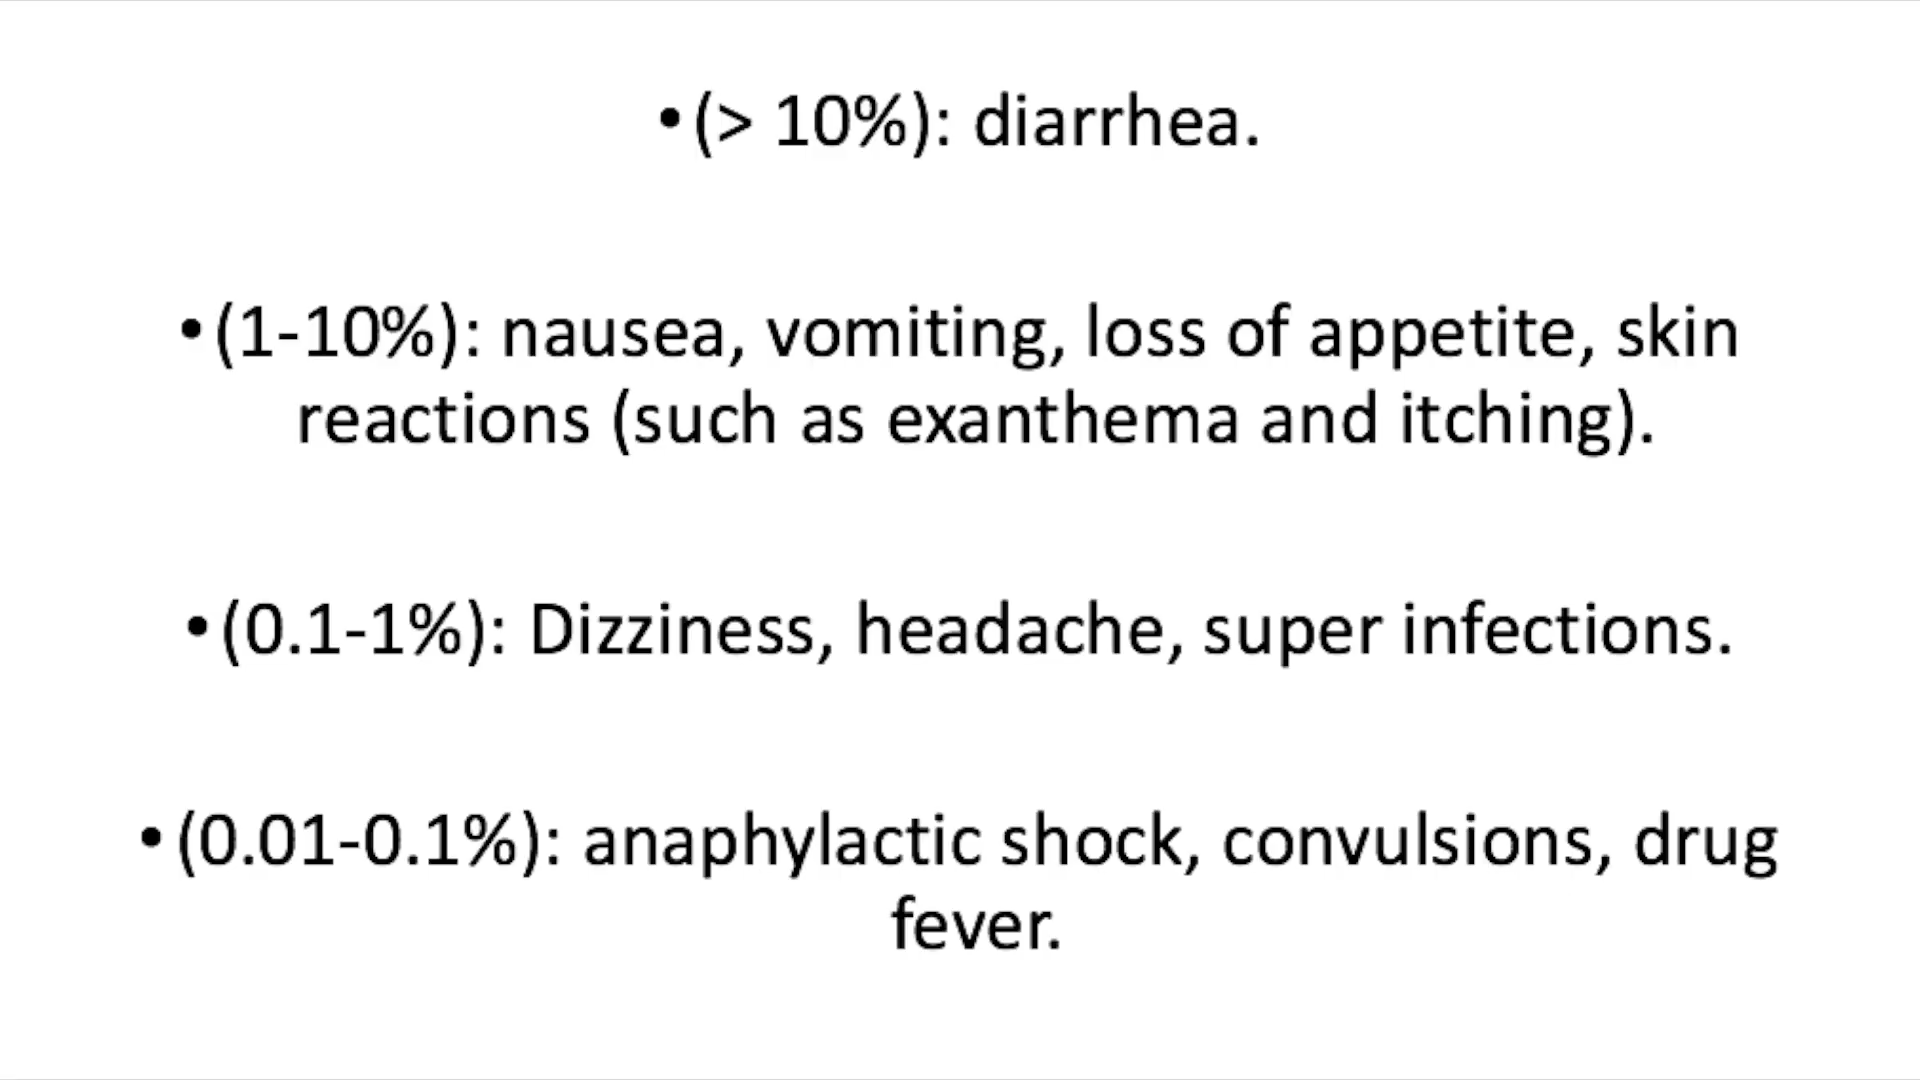 •(> 10%): diarrhea.
•(1-10%): nausea, vomiting, loss of appetite, skin
reactions (such as exanthema and itching).
•(0.1-1%): Dizziness, headache, super infections.
•(0.01-0.1%): anaphylactic shock, convulsions, drug
fever.